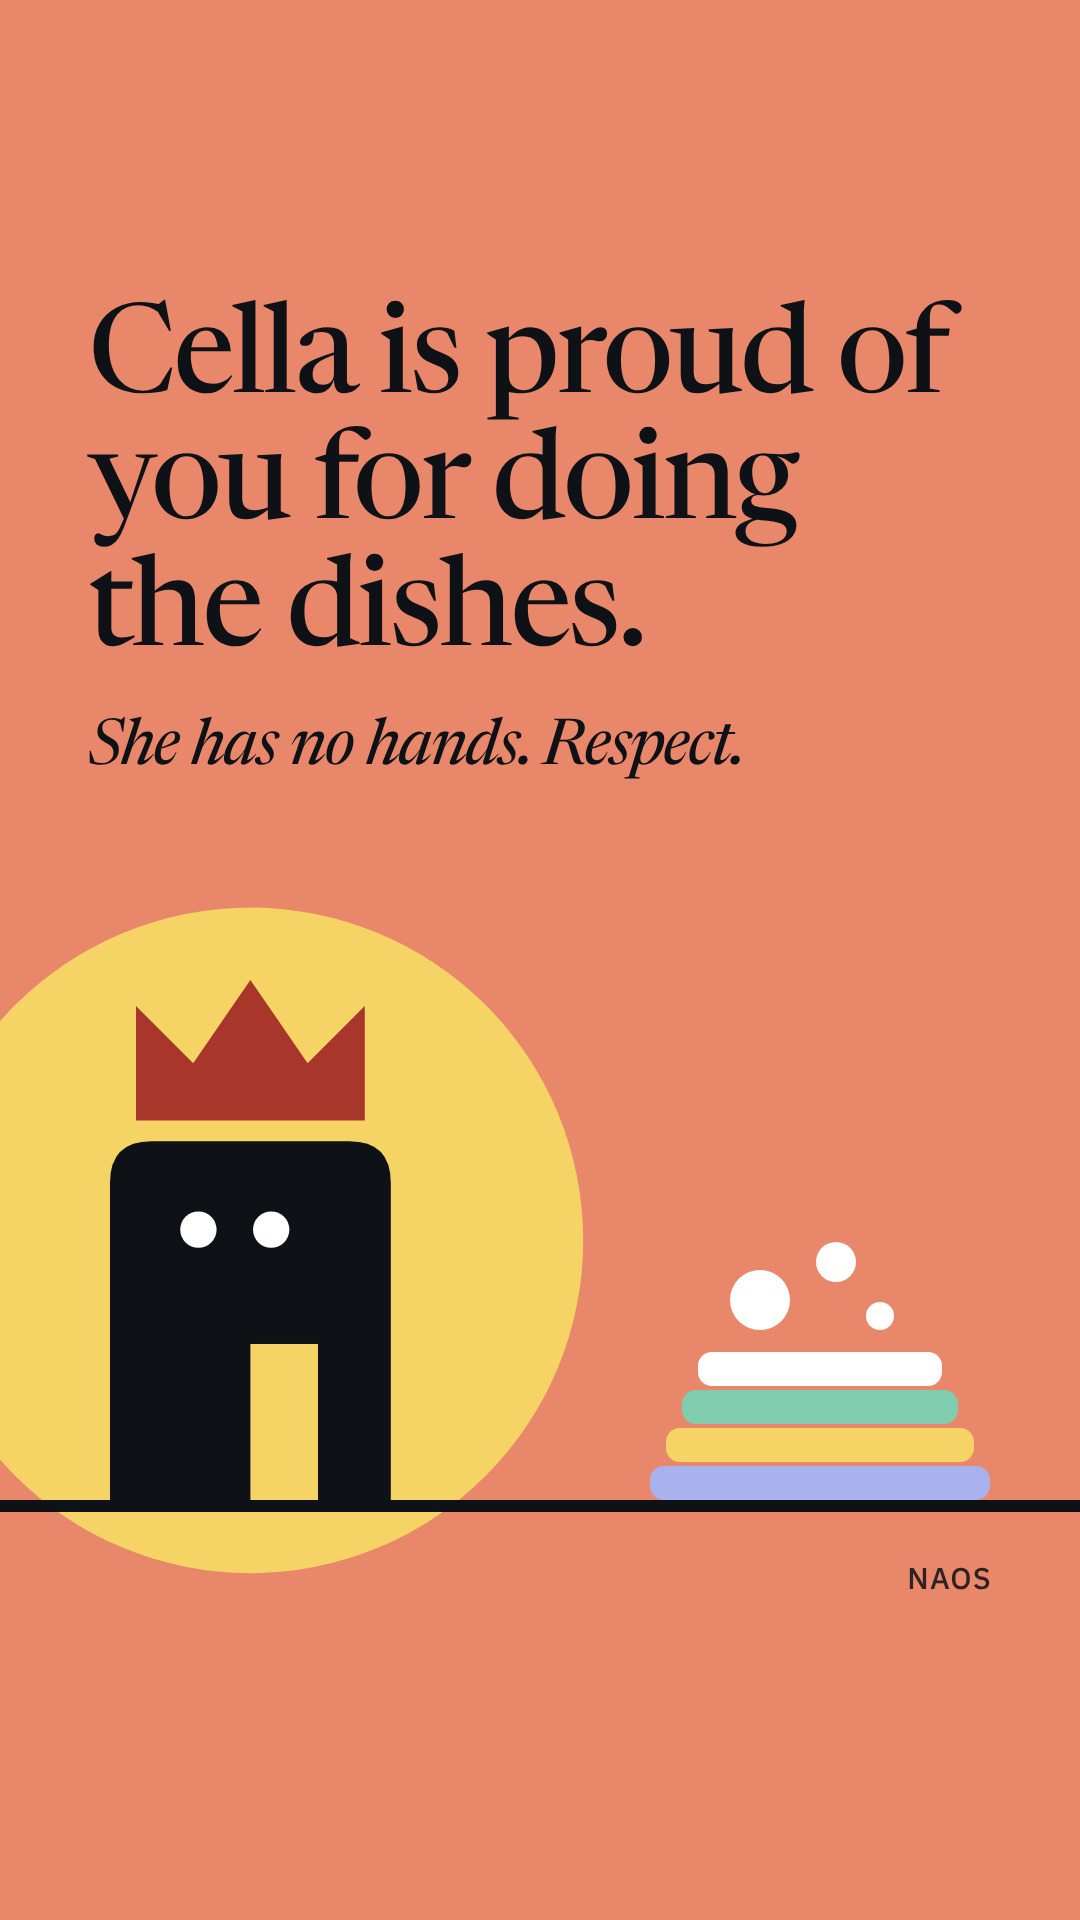 Cella is proud of
you for doing
the dishes.
She has no hands. Respect.
NAOS